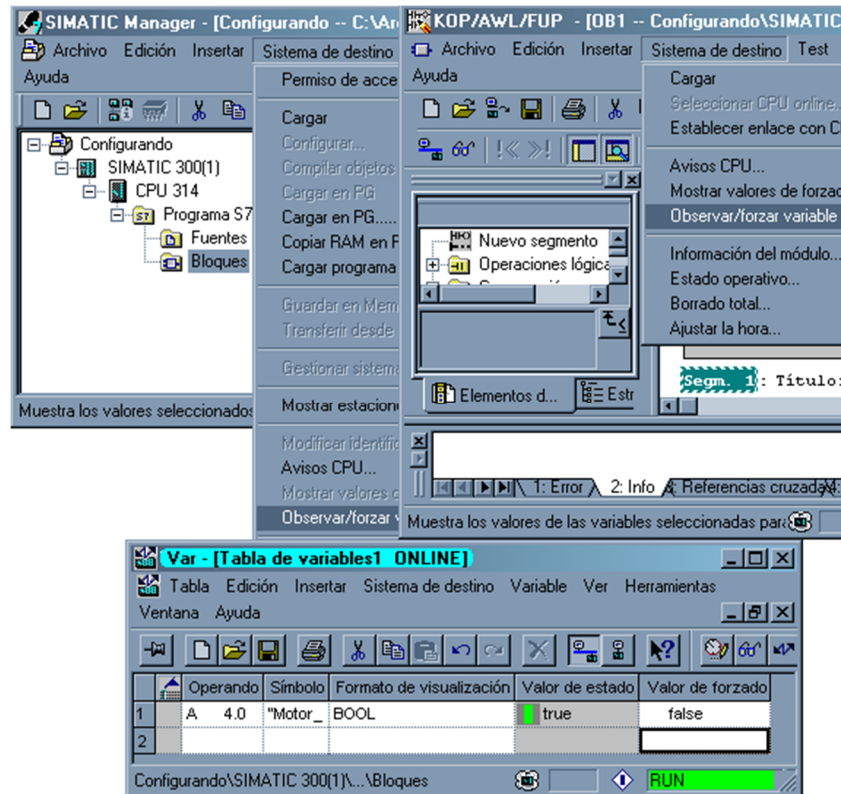 SIMATIC Manager - [Configurando -- C:\Ar
Archivo Edición Insertar Sistema de destino
Ayuda
Configurando
SIMATIC 300(1)
CPU 314
Programa S7
Fuentes
Bloques
Muestra los valores seleccionados
Permiso de acce
Cargar
Configurar...
Compilar objetos
Cargar en PG
Cargar en PG.....
Copiar RAM en
Cargar programa
Guardar en Mem
Transferir desde
Gestionar sistema
Mostrar estacion
Modificar identific
Avisos CPU...
Mostrar valores
Observar/forzar
KOP/AWL/FUP - [OB1 -- Configurando\SIMATIC
Archivo Edición Insertar Sistema de destino Test
Ayuda
Nuevo segmento
Operaciones lógica
Elementos d... Estr
Cargar
Seleccionar CPU online.
Establecer enlace con C
Avisos CPU...
Mostrar valores de forzad
Observar/forzar variable
Información del módulo...
Estado operativo...
Borrado total...
Ajustar la hora...
Segm. 1: Título:
1: Error 2: Info Referencias cruzada
Muestra los valores de las variables seleccionadas par
Var - [Tabla de variables1 ONLINE]
Tabla Edición Insertar Sistema de destino Variable Ver Herramientas
Ventana Ayuda
Operando Símbolo Formato de visualización Valor de estado Valor de forzado
1 A 4.0 "Motor_ BOOL true false
2
Configurando\SIMATIC 300(1)\...\Bloques RUN